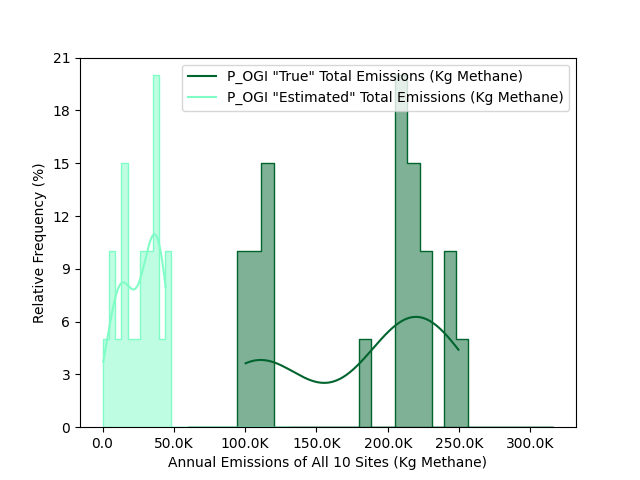 P_OGI "True" Total Emissions (Kg Methane)
P_OGI "Estimated" Total Emissions (Kg Methane)
Relative Frequency (%)
21
18
15
12
9
6
3
0
0.0 50.0K 100.0K 150.0K 200.0K 250.0K 300.0K
Annual Emissions of All 10 Sites (Kg Methane)